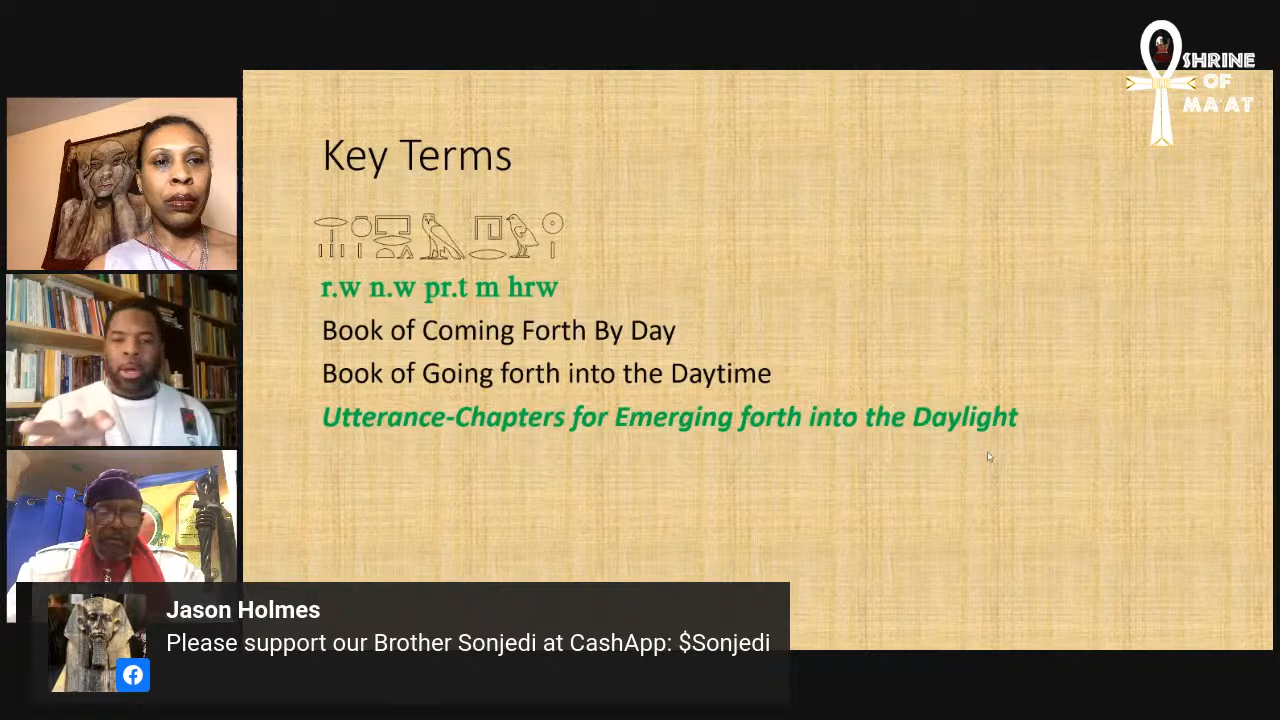 SHRINE
OF
MA'AT
Key Terms
r.w n.w pr.t m hrw
Book of Coming Forth By Day
Book of Going forth into the Daytime
Utterance-Chapters for Emerging forth into the Daylight
Jason Holmes
Please support our Brother Sonjedi at CashApp: $Sonjedi